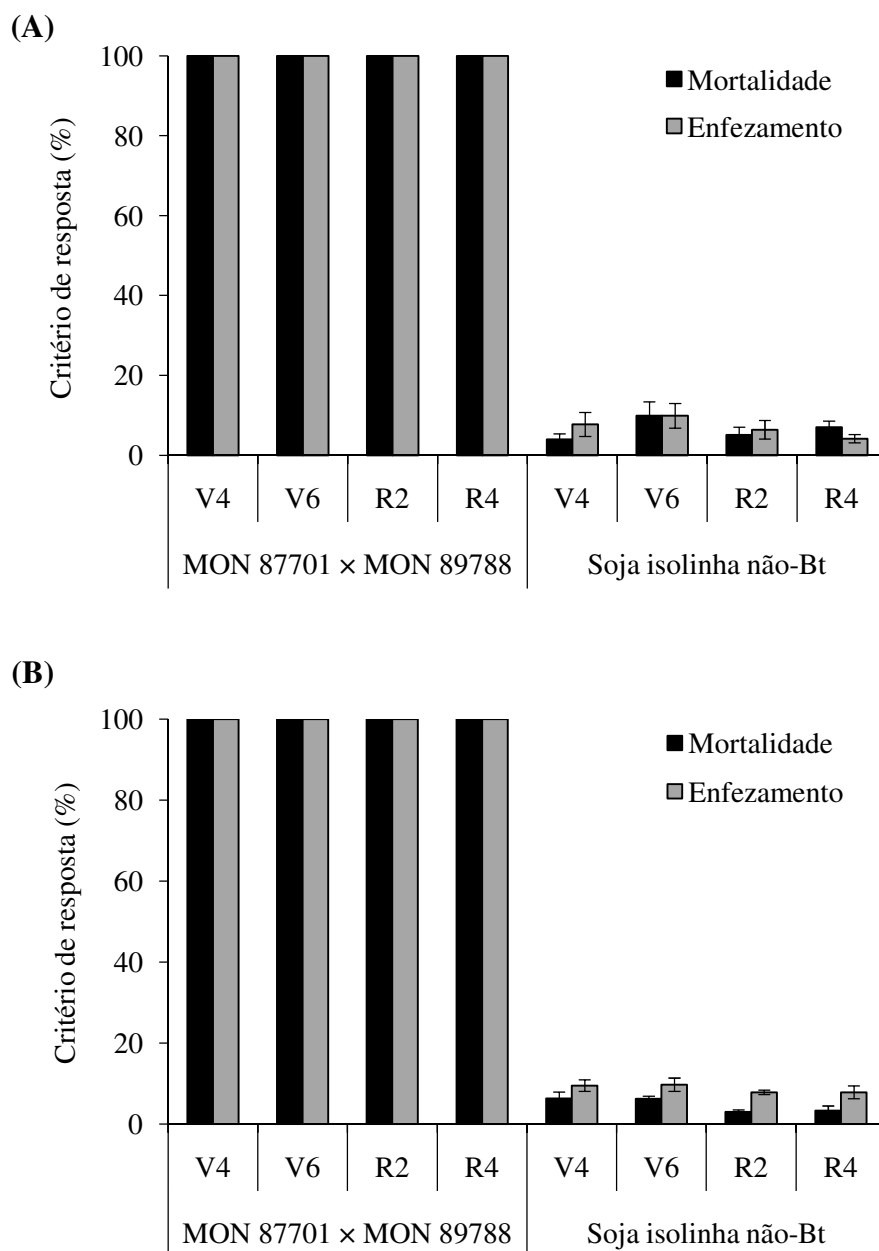 (A)
100
80
60
40
20
0
Critério de resposta (%)
Mortalidade
Enfezamento
V4 V6 R2 R4 V4 V6 R2 R4
MON 87701 × MON 89788 Soja isolinha não-Bt
(B)
100
80
60
40
20
0
Critério de resposta (%)
Mortalidade
Enfezamento
V4 V6 R2 R4 V4 V6 R2 R4
MON 87701 × MON 89788 Soja isolinha não-Bt